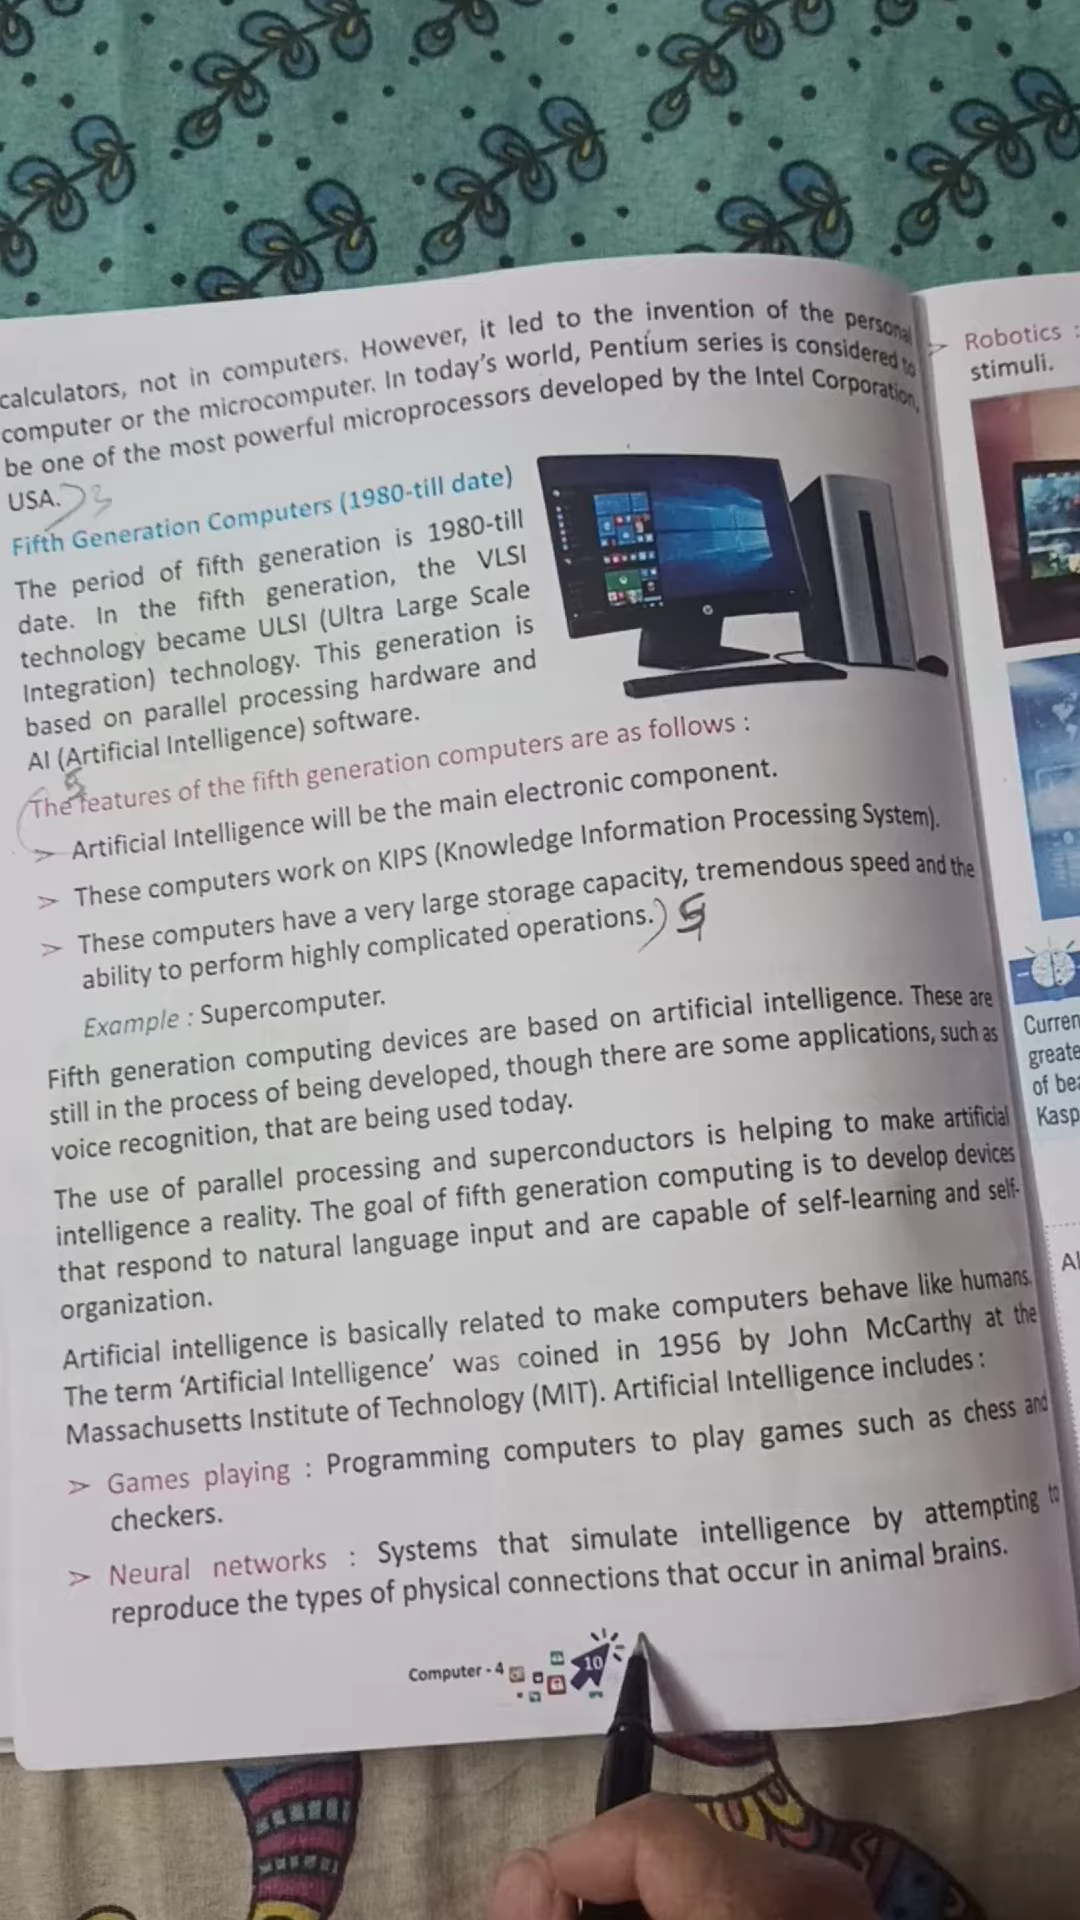 calculators, not in computers. However, it led to the invention of the personal
computer or the microcomputer. In today's world, Pentium series is considered to
be one of the most powerful microprocessors developed by the Intel Corporation,
USA.
Fifth Generation Computers (1980-till date)
The period of fifth generation is 1980-till
date. In the fifth generation, the VLSI
technology became ULSI (Ultra Large Scale
Integration) technology. This generation is
based on parallel processing hardware and
AI (Artificial Intelligence) software.
The features of the fifth generation computers are as follows :
➢ Artificial Intelligence will be the main electronic component.
➢ These computers work on KIPS (Knowledge Information Processing System).
➢ These computers have a very large storage capacity, tremendous speed and the
ability to perform highly complicated operations.) 5
Example : Supercomputer.
Fifth generation computing devices are based on artificial intelligence. These are
still in the process of being developed, though there are some applications, such as
voice recognition, that are being used today.
The use of parallel processing and superconductors is helping to make artificial
intelligence a reality. The goal of fifth generation computing is to develop devices
that respond to natural language input and are capable of self-learning and self-
organization.
Artificial intelligence is basically related to make computers behave like humans.
The term 'Artificial Intelligence' was coined in 1956 by John McCarthy at the
Massachusetts Institute of Technology (MIT). Artificial Intelligence includes :
➢ Games playing : Programming computers to play games such as chess and
checkers.
➢ Neural networks : Systems that simulate intelligence by attempting to
reproduce the types of physical connections that occur in animal brains.
Computer - 4 10
➢ Robotics :
stimuli.
Curren
greate
of bea
Kasp
Al